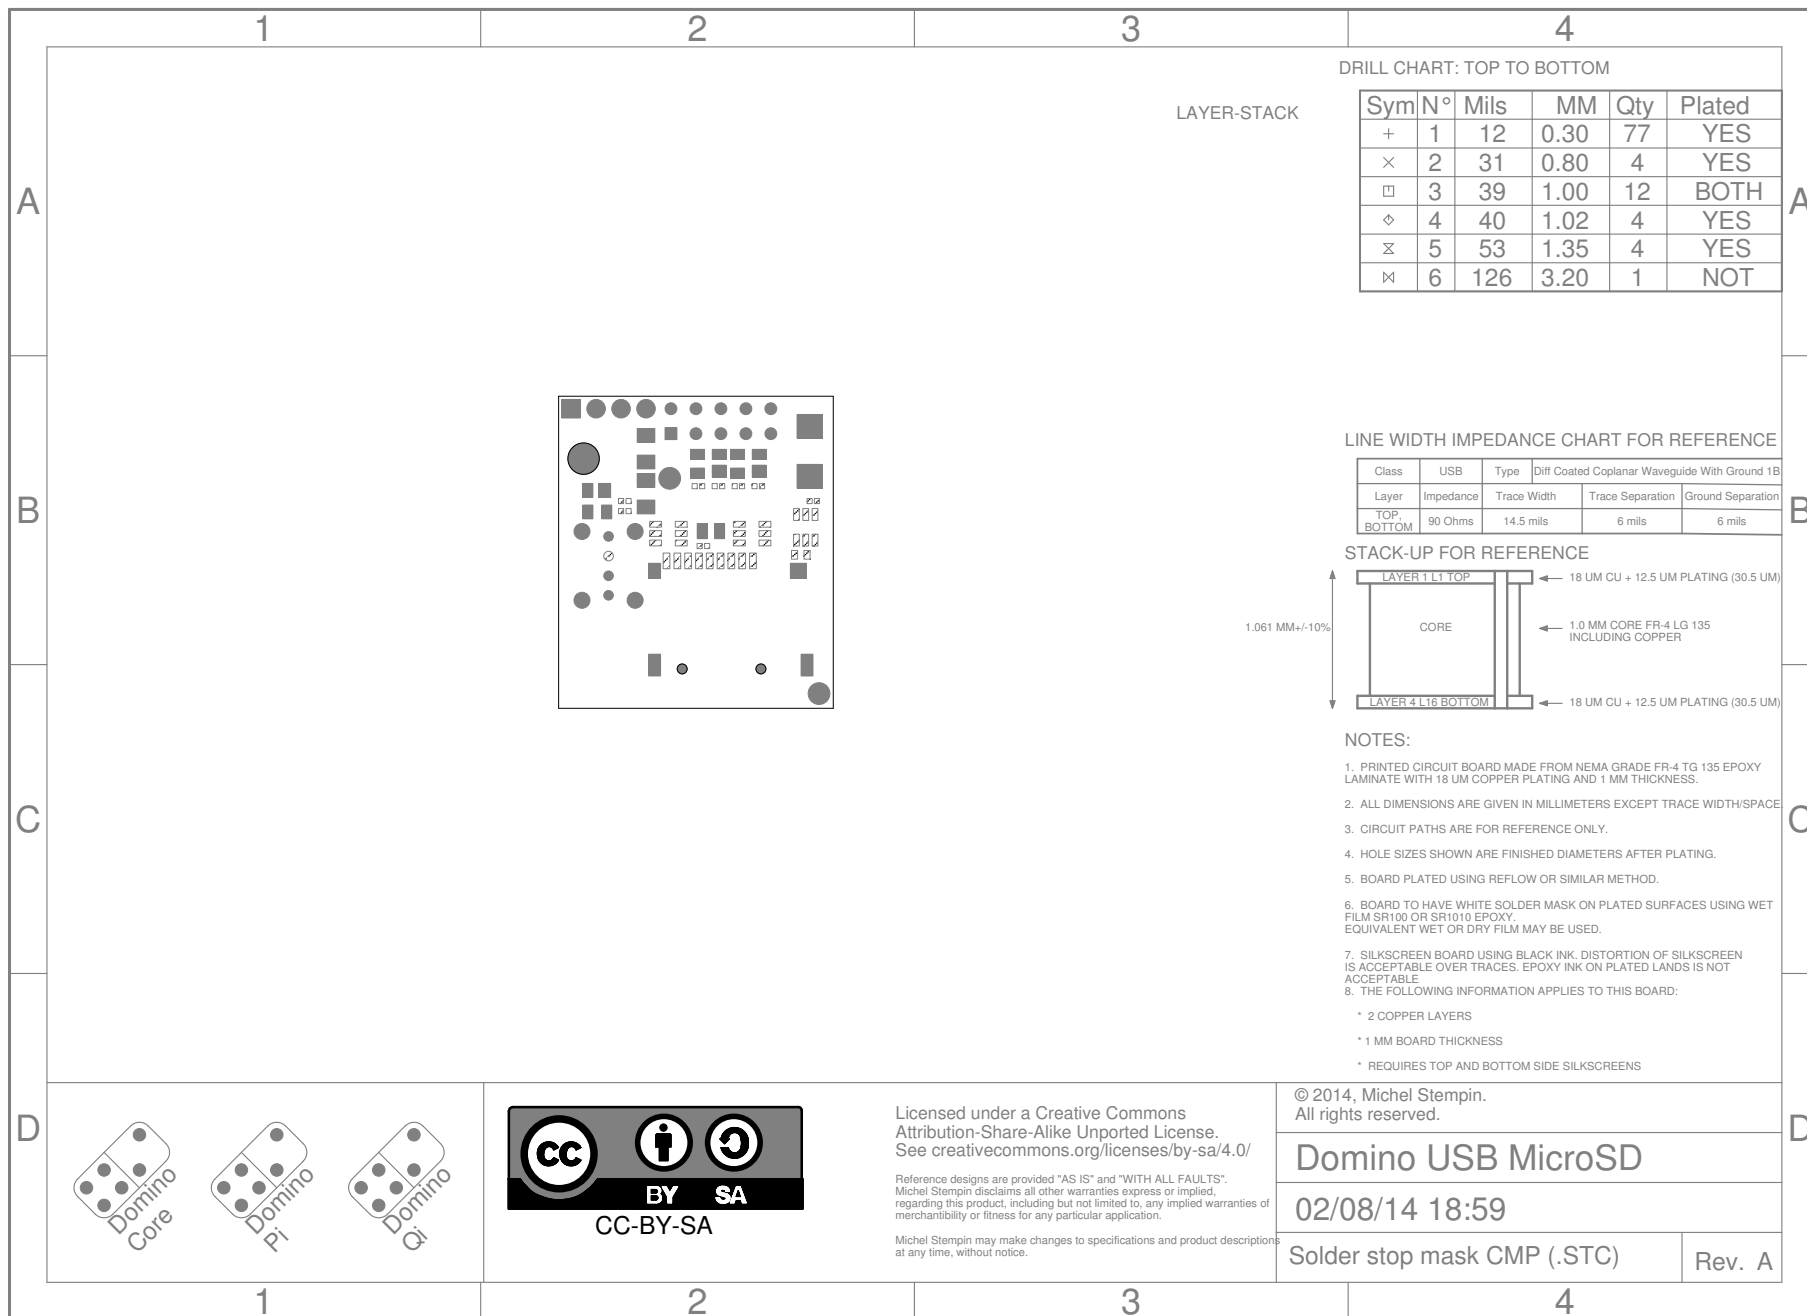 1 2 3 4
DRILL CHART: TOP TO BOTTOM
LAYER-STACK
Sym N° Mils MM Qty Plated
+ 1 12 0.30 77 YES
× 2 31 0.80 4 YES
3 39 1.00 12 BOTH
4 40 1.02 4 YES
5 53 1.35 4 YES
6 126 3.20 1 NOT
A A
LINE WIDTH IMPEDANCE CHART FOR REFERENCE
Class USB Type Diff Coated Coplanar Waveguide With Ground 1B
Layer Impedance Trace Width Trace Separation Ground Separation
TOP, BOTTOM 90 Ohms 14.5 mils 6 mils 6 mils
B B
STACK-UP FOR REFERENCE
LAYER 1 L1 TOP 18 UM CU + 12.5 UM PLATING (30.5 UM)
1.061 MM+/-10% CORE 1.0 MM CORE FR-4 LG 135
INCLUDING COPPER
LAYER 4 L16 BOTTOM 18 UM CU + 12.5 UM PLATING (30.5 UM)
NOTES:
1. PRINTED CIRCUIT BOARD MADE FROM NEMA GRADE FR-4 TG 135 EPOXY
LAMINATE WITH 18 UM COPPER PLATING AND 1 MM THICKNESS.
2. ALL DIMENSIONS ARE GIVEN IN MILLIMETERS EXCEPT TRACE WIDTH/SPACE
C C
3. CIRCUIT PATHS ARE FOR REFERENCE ONLY.
4. HOLE SIZES SHOWN ARE FINISHED DIAMETERS AFTER PLATING.
5. BOARD PLATED USING REFLOW OR SIMILAR METHOD.
6. BOARD TO HAVE WHITE SOLDER MASK ON PLATED SURFACES USING WET
FILM SR100 OR SR1010 EPOXY.
EQUIVALENT WET OR DRY FILM MAY BE USED.
7. SILKSCREEN BOARD USING BLACK INK. DISTORTION OF SILKSCREEN
IS ACCEPTABLE OVER TRACES. EPOXY INK ON PLATED LANDS IS NOT
ACCEPTABLE
8. THE FOLLOWING INFORMATION APPLIES TO THIS BOARD:
* 2 COPPER LAYERS
* 1 MM BOARD THICKNESS
* REQUIRES TOP AND BOTTOM SIDE SILKSCREENS
D D
Domino
Core
Domino
Pi
Domino
Qi
CC
BY SA
CC-BY-SA
Licensed under a Creative Commons
Attribution-Share-Alike Unported License.
See creativecommons.org/licenses/by-sa/4.0/
Reference designs are provided "AS IS" and "WITH ALL FAULTS".
Michel Stempin disclaims all other warranties express or implied,
regarding this product, including but not limited to, any implied warranties of
merchantibility or fitness for any particular application.
Michel Stempin may make changes to specifications and product descriptions
at any time, without notice.
© 2014, Michel Stempin.
All rights reserved.
Domino USB MicroSD
02/08/14 18:59
Solder stop mask CMP (.STC)
Rev. A
1 2 3 4